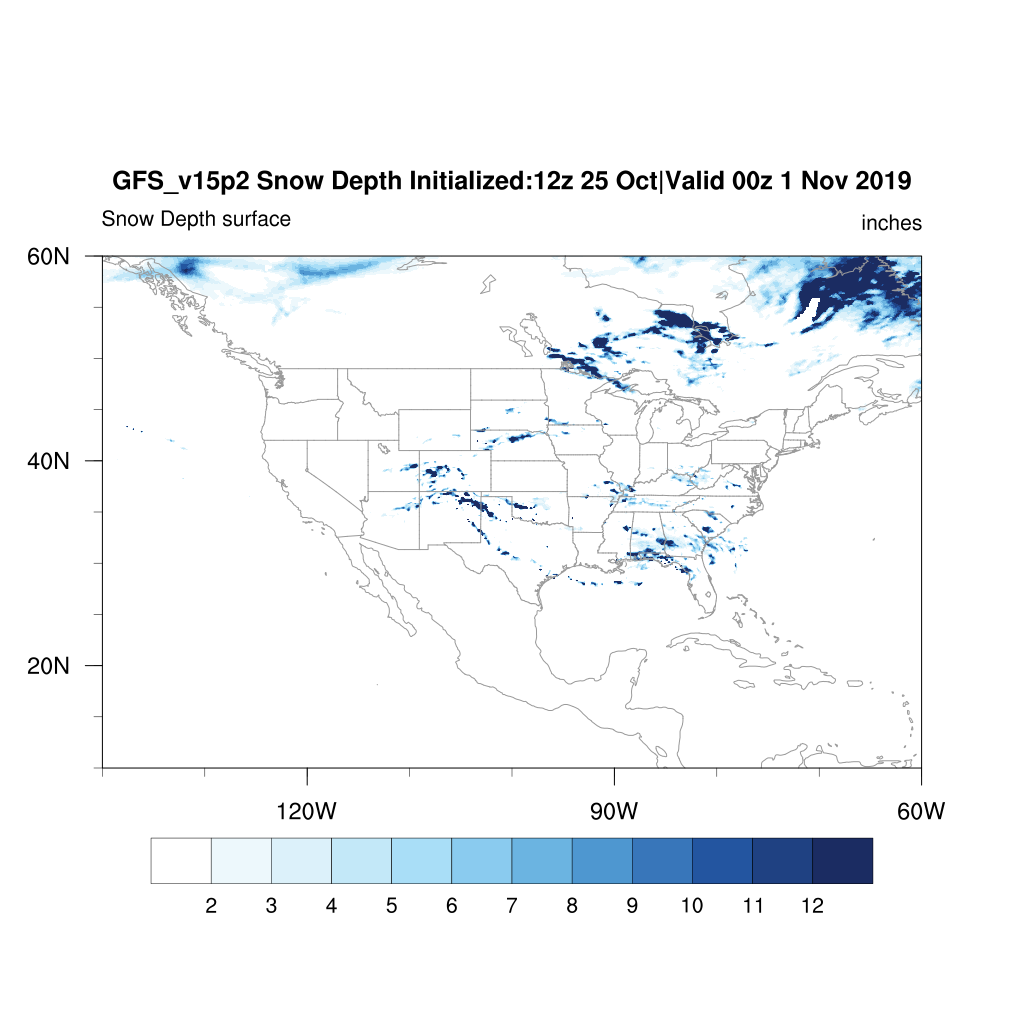 GFS_v15p2 Snow Depth Initialized:12z 25 Oct|Valid 00z 1 Nov 2019
Snow Depth surface
inches
60N
40N
20N
120W
90W
60W
2
3
4
5
6
7
8
9
10
11
12